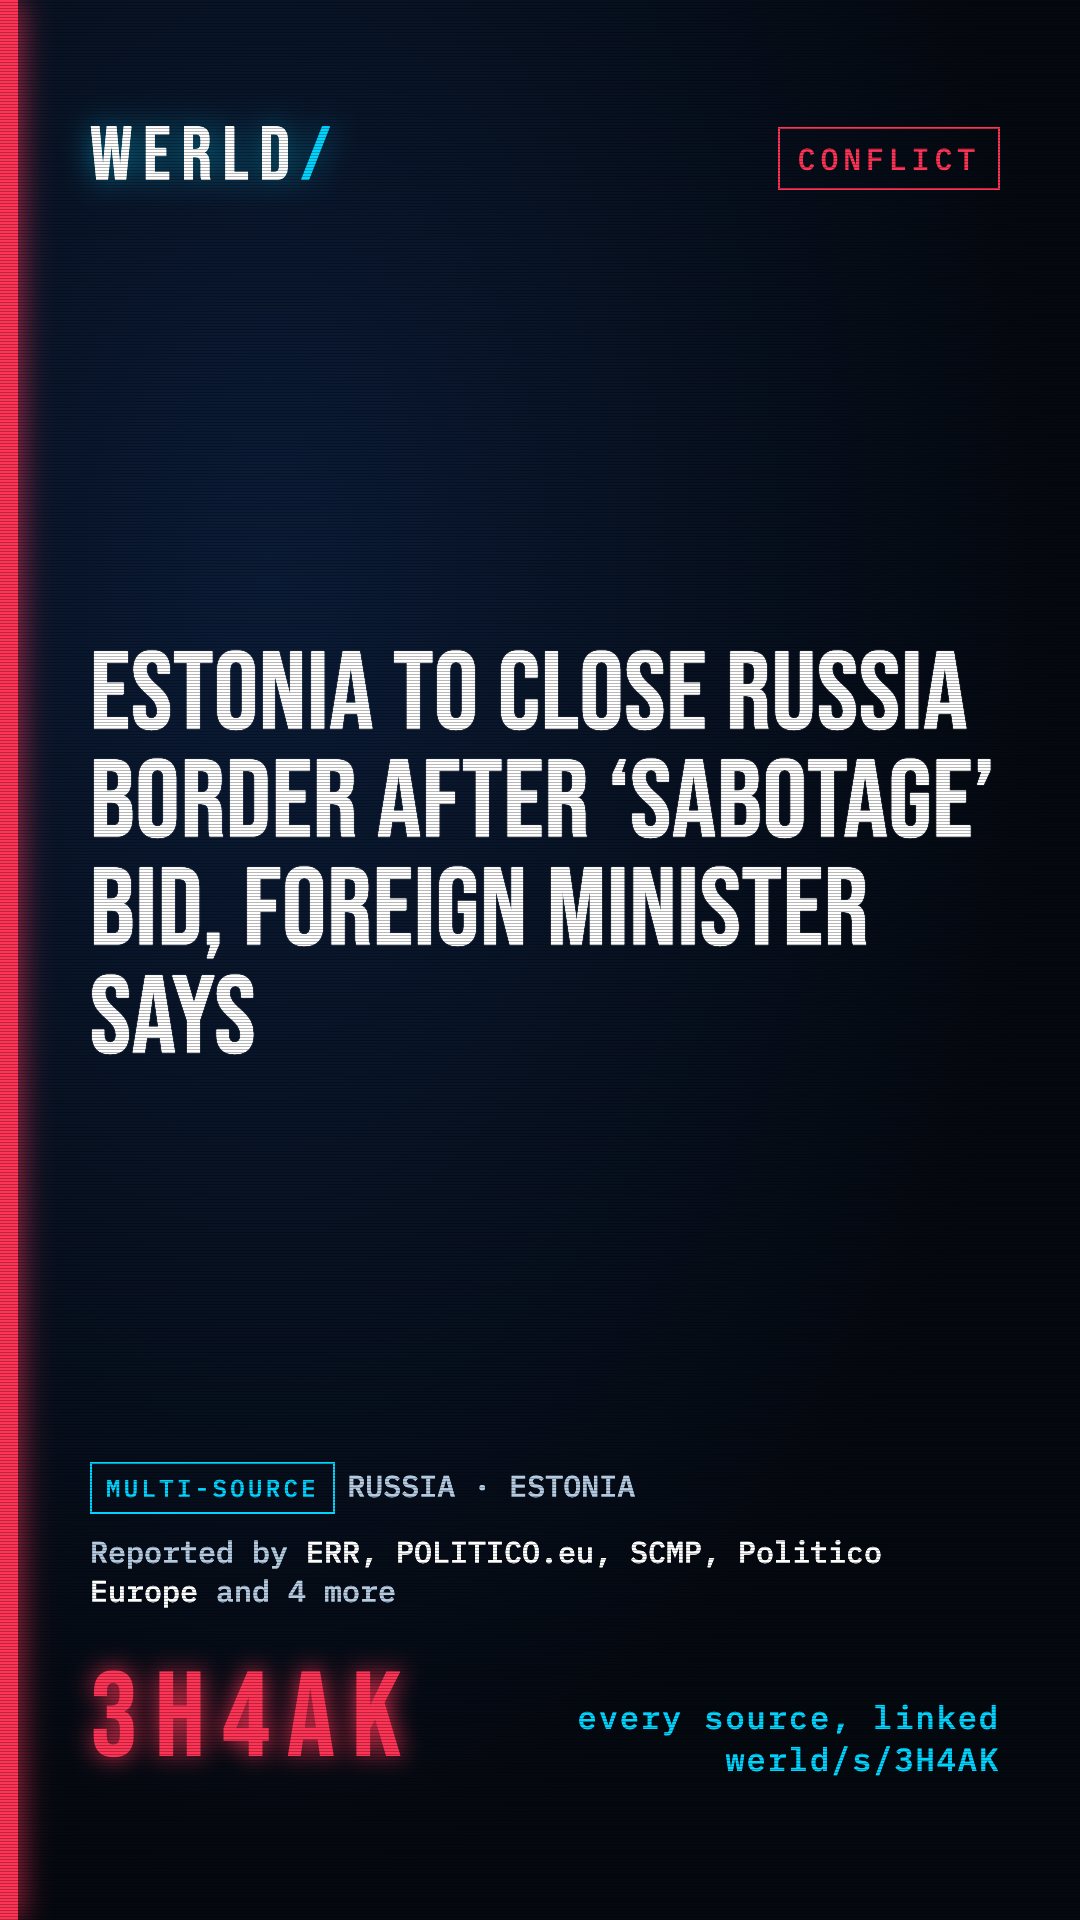 WERLD/
CONFLICT
ESTONIA TO CLOSE RUSSIA
BORDER AFTER ‘SABOTAGE’
BID, FOREIGN MINISTER
SAYS
MULTI-SOURCE RUSSIA · ESTONIA
Reported by ERR, POLITICO.eu, SCMP, Politico
Europe and 4 more
3H4AK
every source, linked
werld/s/3H4AK